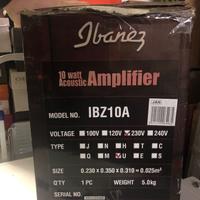 Ibanez
10 watt
Acoustic Amplifier
MODEL NO. IBZ10A
VOLTAGE 100V 120V 230V 240V
TYPE J N H T C
M U E S
SIZE 0.230 x 0.350 x 0.310 = 0.025m³
Q'TY 1 PC WEIGHT 5.0kg
SERIAL NO.